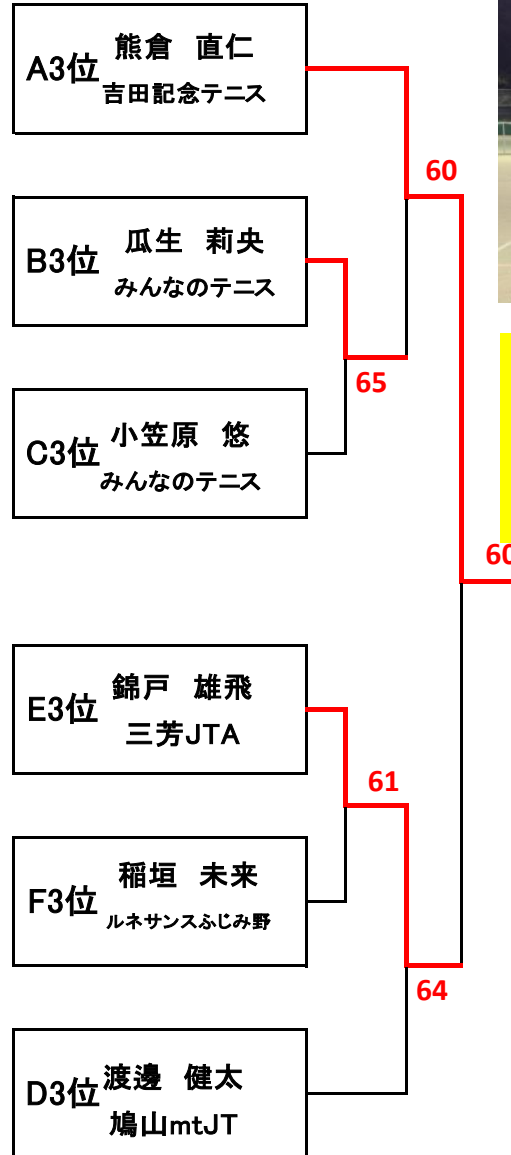 A3位 熊倉 直仁
吉田記念テニス
60
B3位 瓜生 莉央
みんなのテニス
65
C3位 小笠原 悠
みんなのテニス
60
E3位 錦戸 雄飛
三芳JTA
61
F3位 稲垣 未来
ルネサンスふじみ野
64
D3位 渡邊 健太
鳩山mtJT